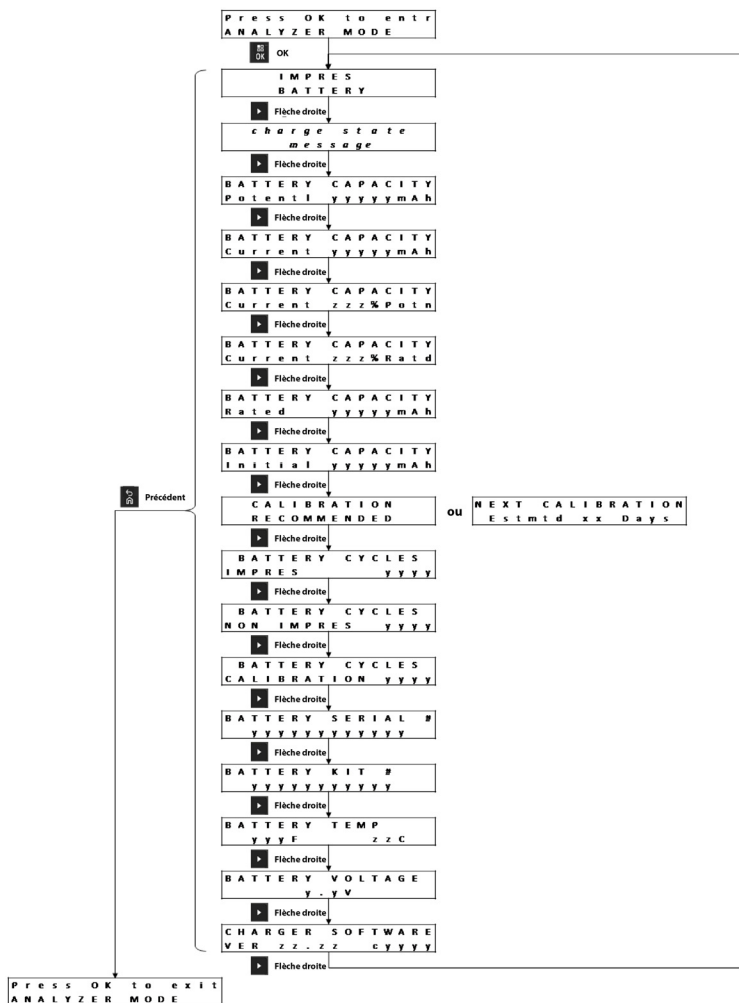 Press OK to entr
ANALYZER MODE
OK OK
IMPRES
BATTERY
Flèche droite
charge state
message
Flèche droite
BATTERY CAPACITY
Potentl yyyyymAh
Flèche droite
BATTERY CAPACITY
Current yyyyymAh
Flèche droite
BATTERY CAPACITY
Current zzz%Potn
Flèche droite
BATTERY CAPACITY
Current zzz%Ratd
Flèche droite
BATTERY CAPACITY
Rated yyyyymAh
Flèche droite
BATTERY CAPACITY
Initial yyyyymAh
Précédent
Flèche droite
CALIBRATION
RECOMMENDED
ou
NEXT CALIBRATION
Estmtd xx Days
Flèche droite
BATTERY CYCLES
IMPRES yyyy
Flèche droite
BATTERY CYCLES
NON IMPRES yyyy
Flèche droite
BATTERY CYCLES
CALIBRATION yyyy
Flèche droite
BATTERY SERIAL #
yyyyyyyyyyyy
Flèche droite
BATTERY KIT #
yyyyyyyyyyy
Flèche droite
BATTERY TEMP
yyyF zzC
Flèche droite
BATTERY VOLTAGE
y.yV
Flèche droite
CHARGER SOFTWARE
VER zz.zz cyyyy
Flèche droite
Press OK to exit
ANALYZER MODE